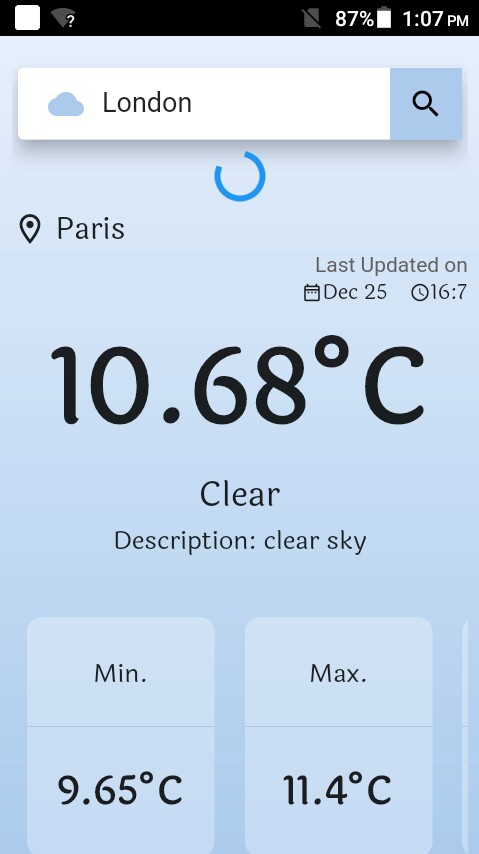 ? 87% 1:07 PM
London
Paris
Last Updated on
Dec 25 16:7
10.68°C
Clear
Description: clear sky
Min. Max.
9.65°C 11.4°C